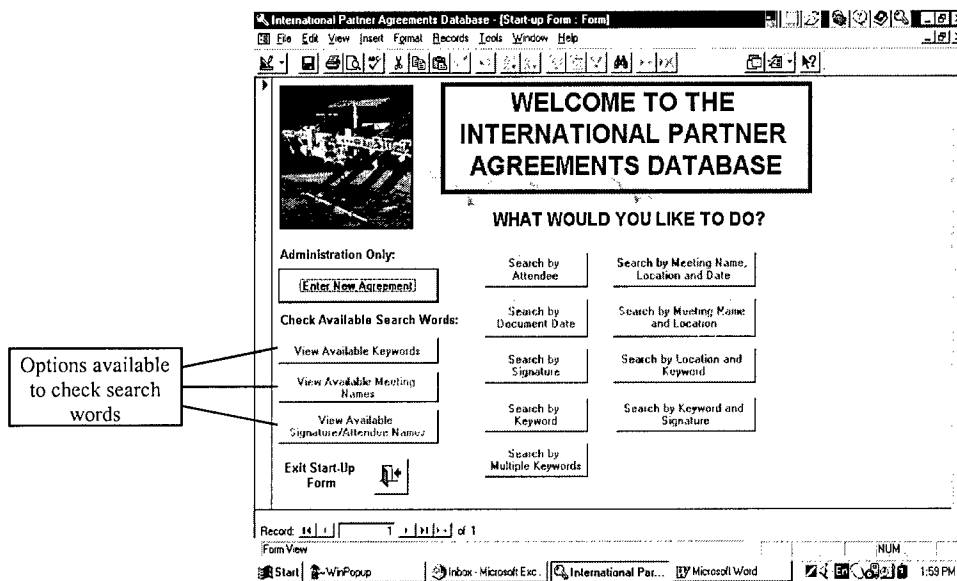 International Partner Agreements Database - [Start-up Form : Form]
File Edit View Insert Format Records Tools Window Help
WELCOME TO THE
INTERNATIONAL PARTNER
AGREEMENTS DATABASE
WHAT WOULD YOU LIKE TO DO?
Administration Only:
Enter New Agreement
Check Available Search Words:
View Available Keywords
View Available Meeting
Names
View Available
Signature/Attendee Names
Exit Start-Up
Form
Search by
Attendee
Search by Meeting Name,
Location and Date
Search by
Document Date
Search by Meeting Name
and Location
Search by
Signature
Search by Location and
Keyword
Search by
Keyword
Search by Keyword and
Signature
Search by
Multiple Keywords
Options available
to check search
words
Record: 1 of 1
Form View NUM
Start WinPopup Inbox - Microsoft Exc... International Par... Microsoft Word En 1:59 PM